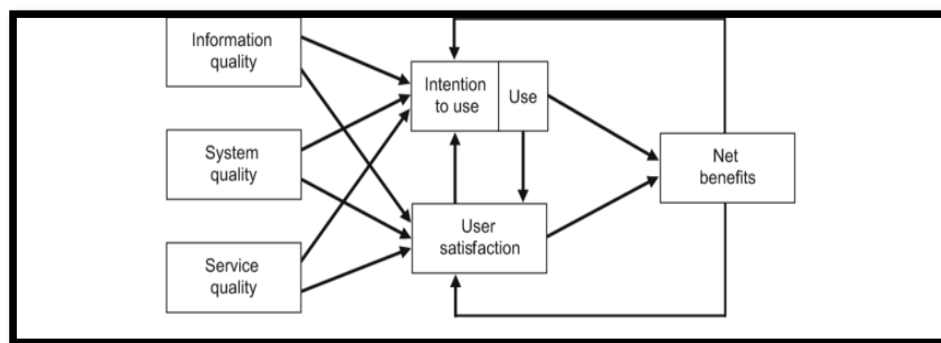 Information
quality
System
quality
Service
quality
Intention
to use
Use
User
satisfaction
Net
benefits